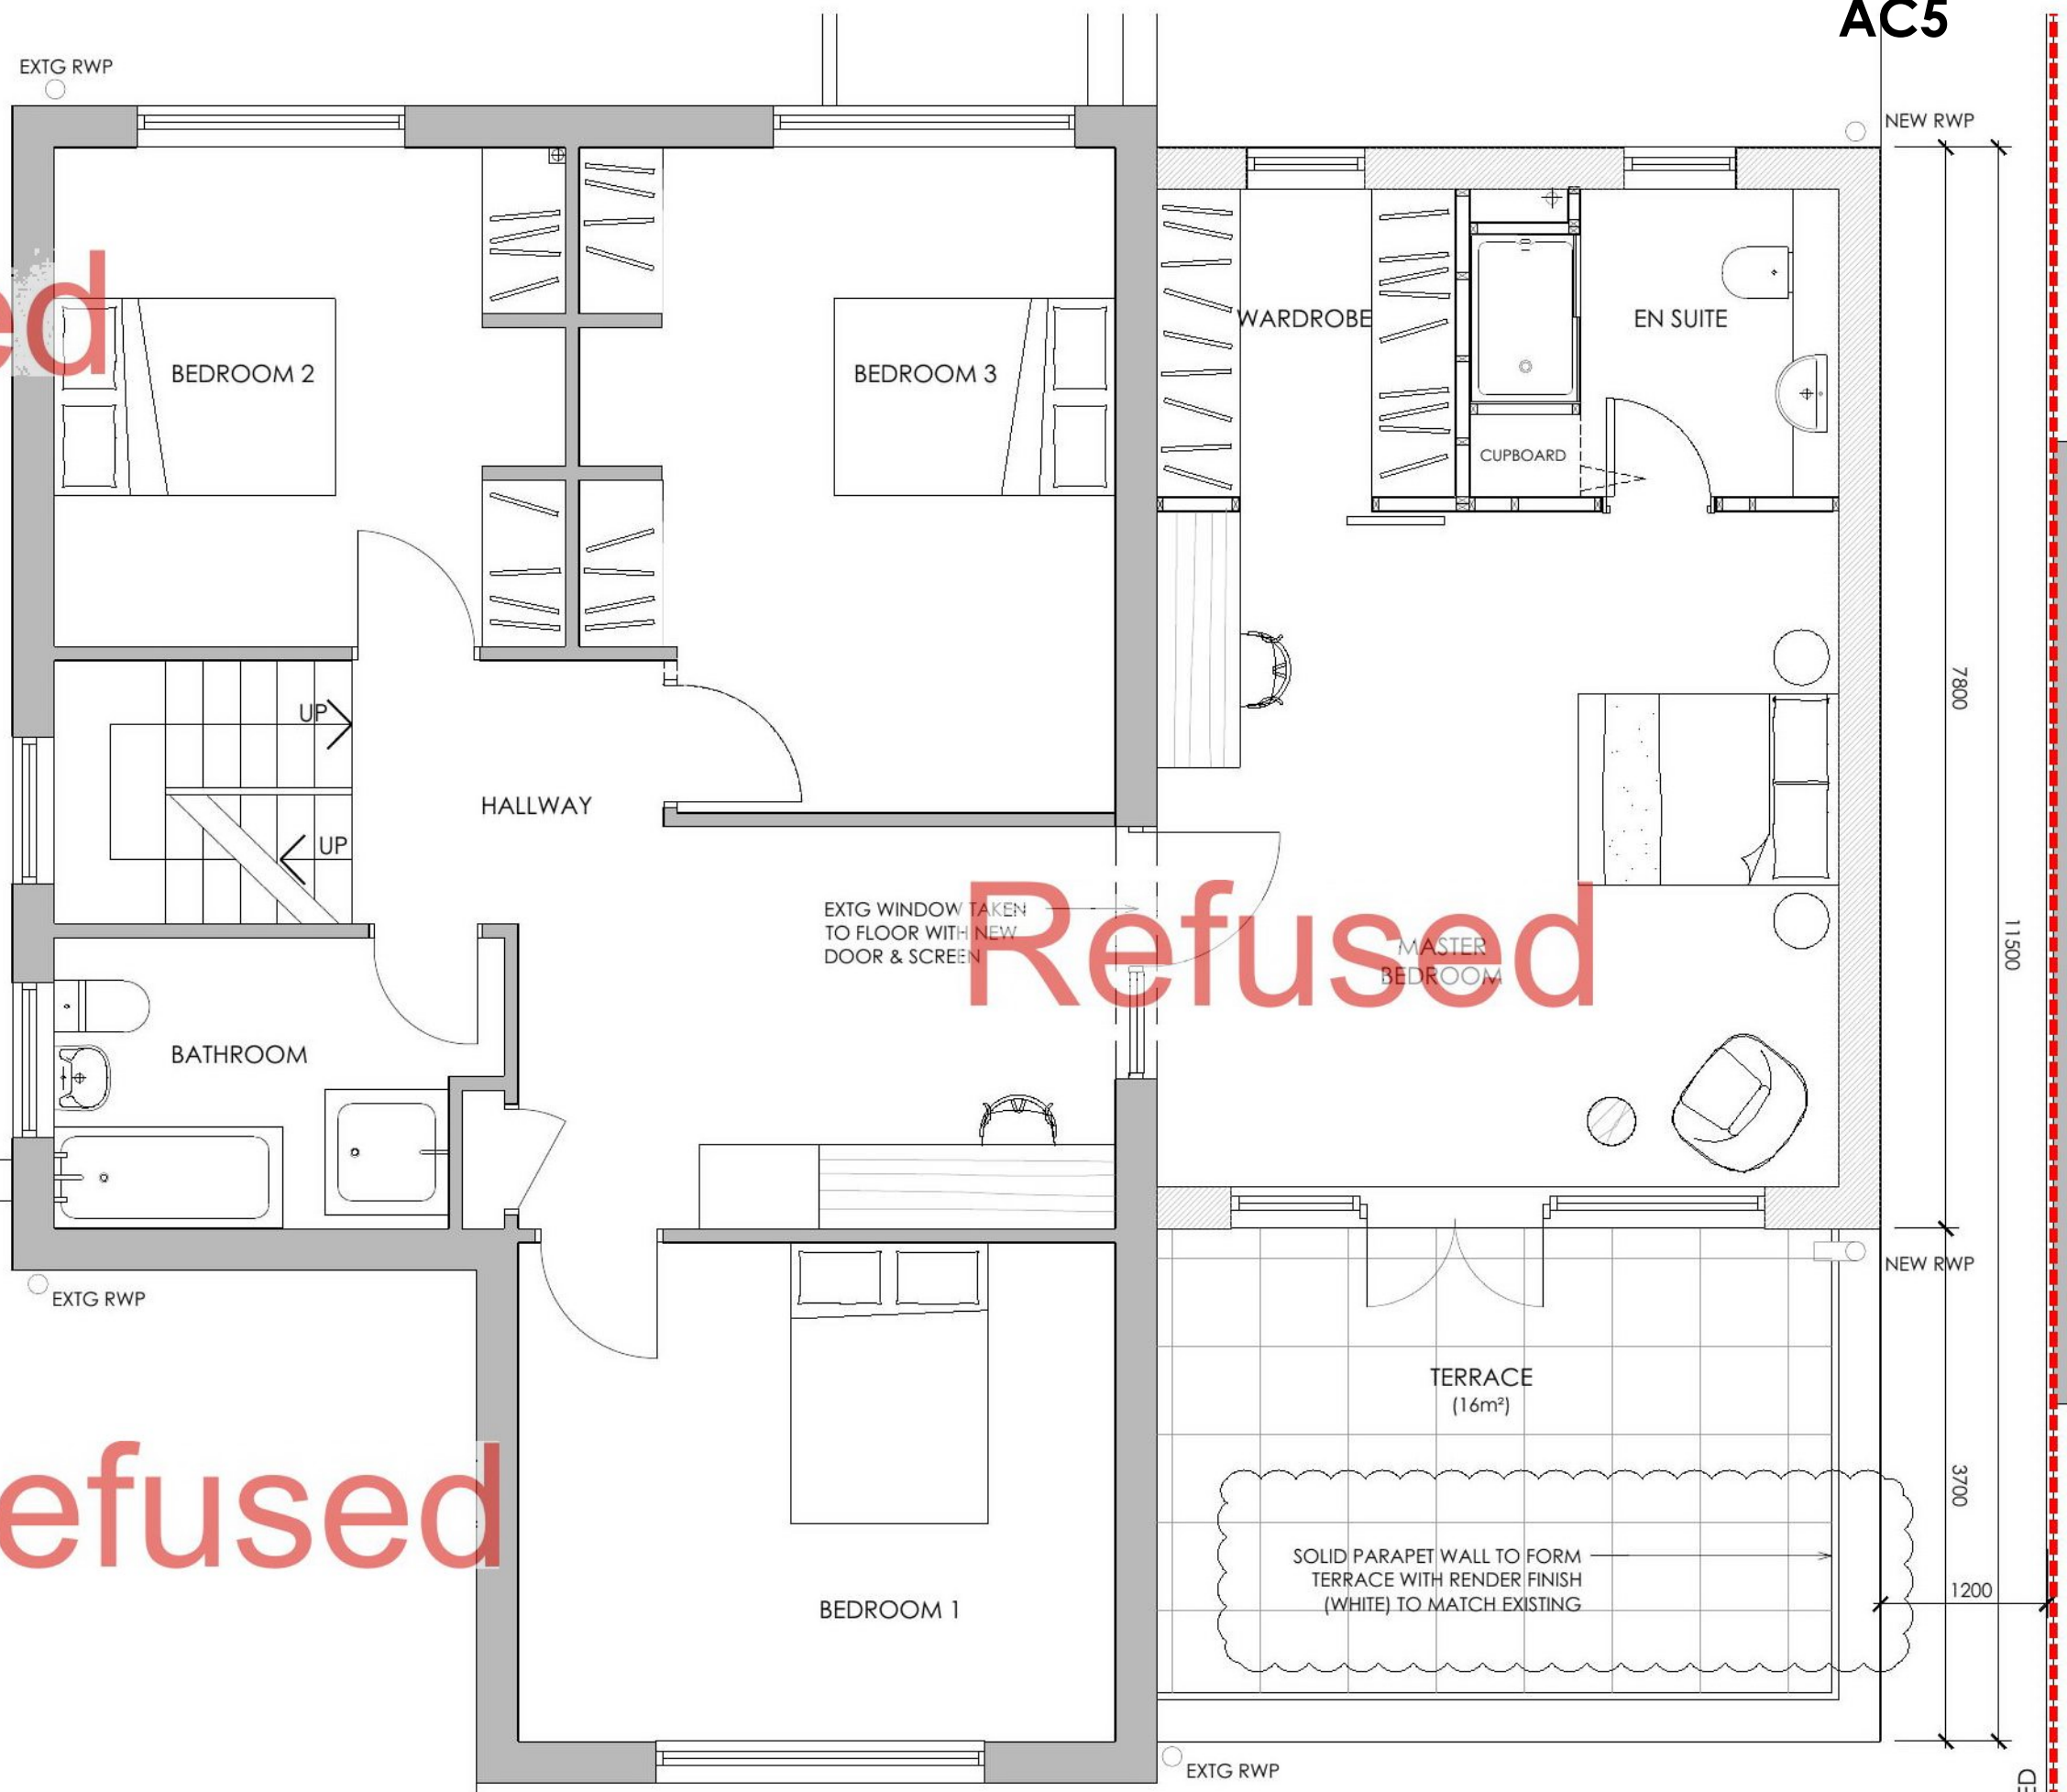 AC5
EXTG RWP
NEW RWP
WARDROBE
EN SUITE
ed
BEDROOM 2
BEDROOM 3
CUPBOARD
7800
UP
HALLWAY
UP
EXTG WINDOW TAKEN
TO FLOOR WITH NEW
DOOR & SCREEN
Refused
MASTER
BEDROOM
11500
BATHROOM
NEW RWP
EXTG RWP
TERRACE
(16m²)
3700
efused
SOLID PARAPET WALL TO FORM
TERRACE WITH RENDER FINISH
(WHITE) TO MATCH EXISTING
1200
BEDROOM 1
EXTG RWP
ED